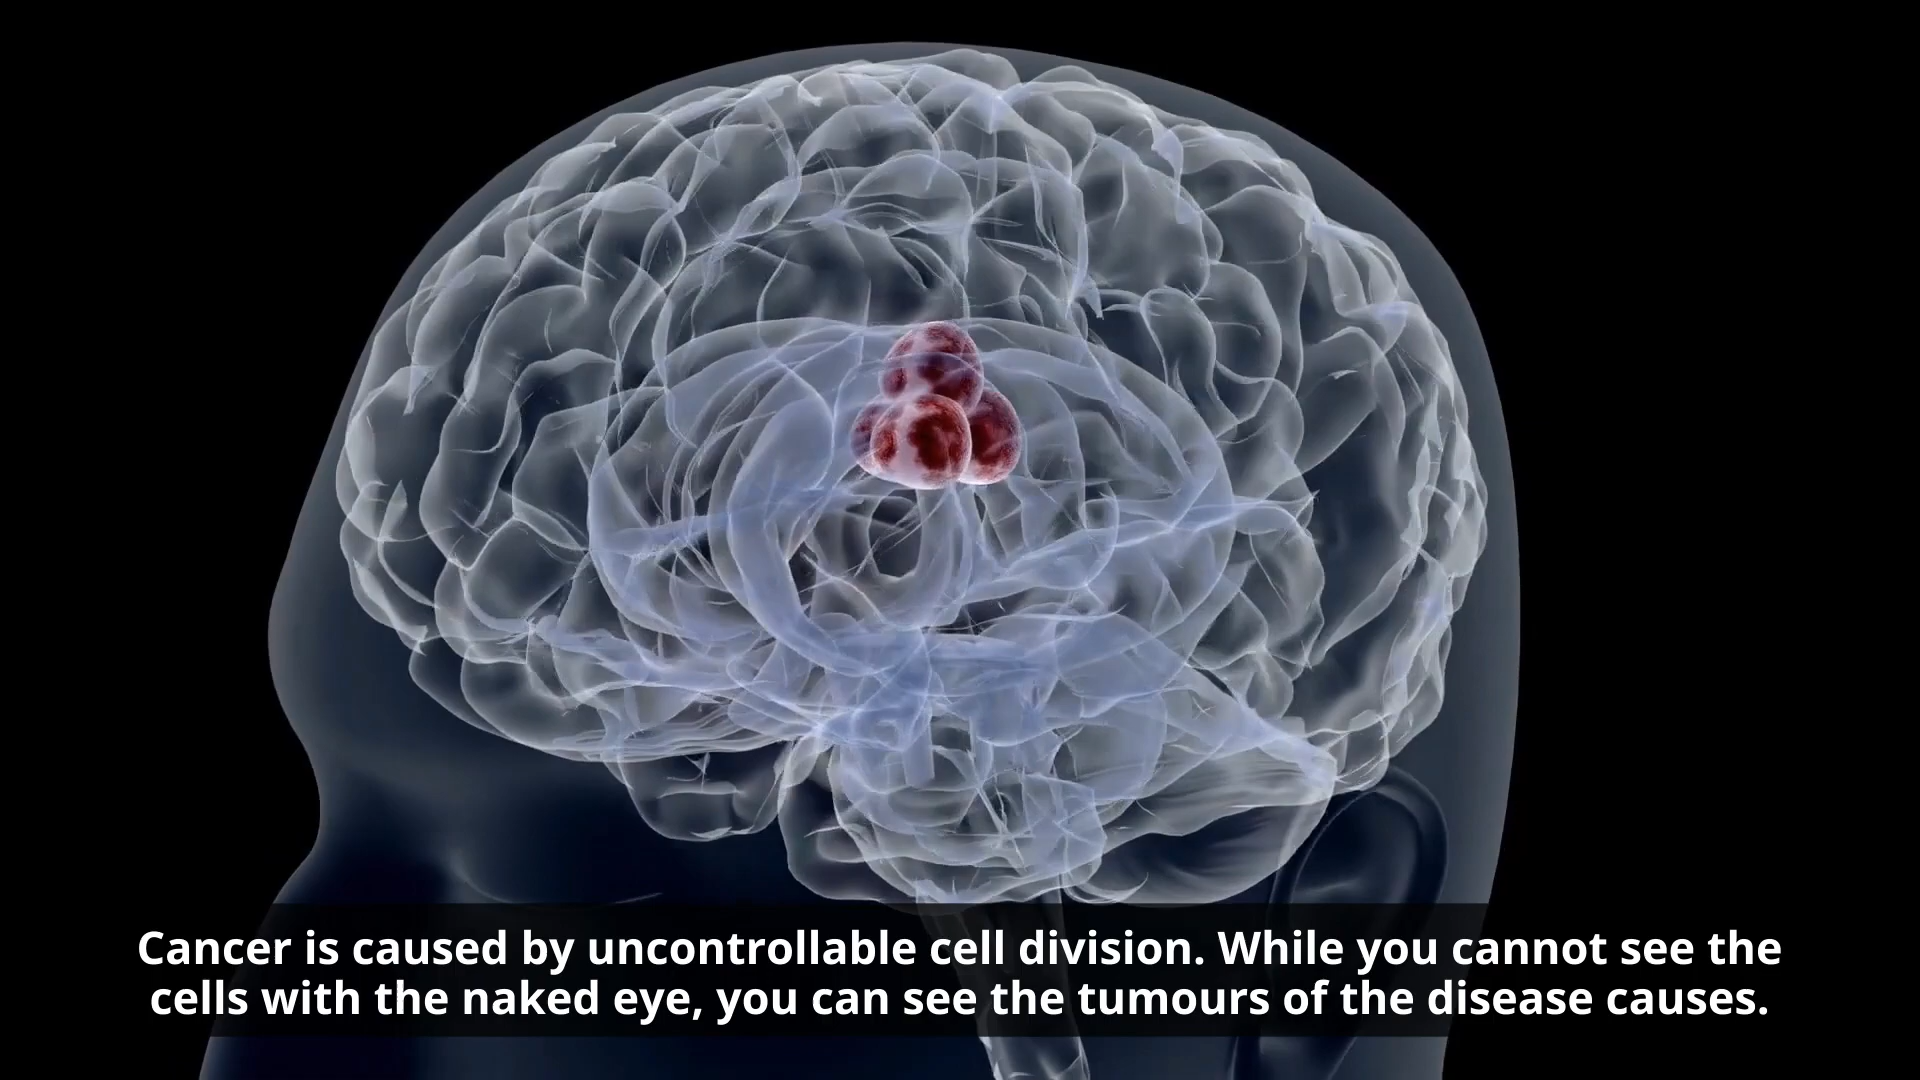 Cancer is caused by uncontrollable cell division. While you cannot see the
cells with the naked eye, you can see the tumours of the disease causes.